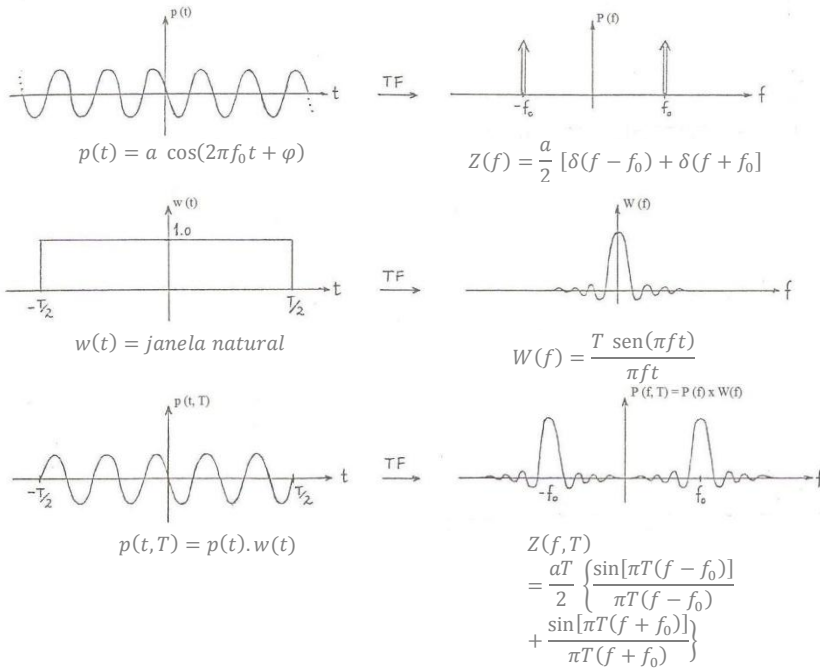 p (t)
t
TF
P (f)
-f₀
f₀
f
p(t) = a cos(2πf₀t + φ)
Z(f) = a/2 [δ(f − f₀) + δ(f + f₀]
w (t)
1.0
-T/2
T/2
t
TF
W (f)
f
w(t) = janela natural
W(f) = T sen(πft)/πft
p (t, T)
-T/2
T/2
t
TF
P (f, T) = P (f) x W(f)
-f₀
f₀
f
p(t, T) = p(t).w(t)
Z(f, T)
= aT/2 {sin[πT(f − f₀)]/πT(f − f₀)
+ sin[πT(f + f₀)]/πT(f + f₀)}